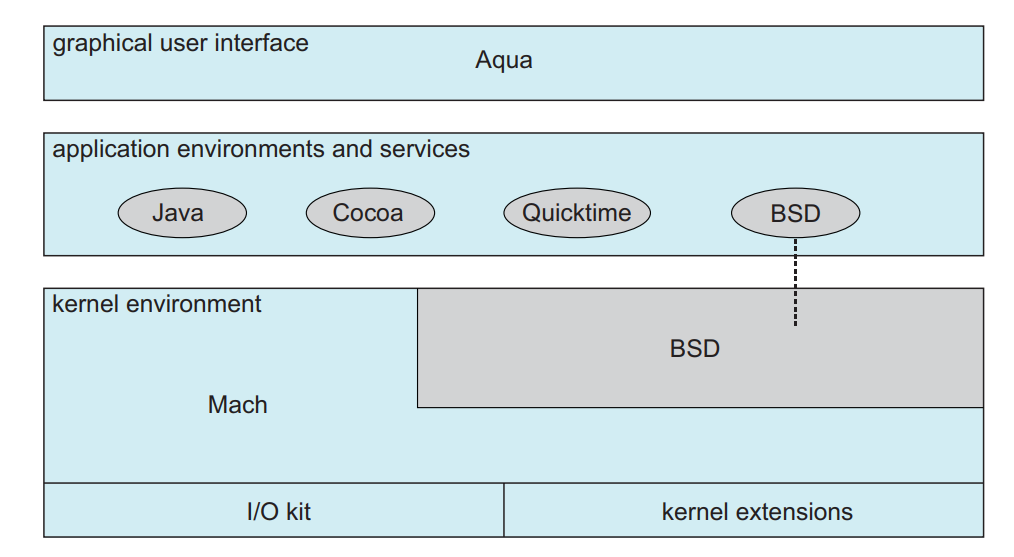 graphical user interface
Aqua
application environments and services
Java
Cocoa
Quicktime
BSD
kernel environment
BSD
Mach
I/O kit
kernel extensions